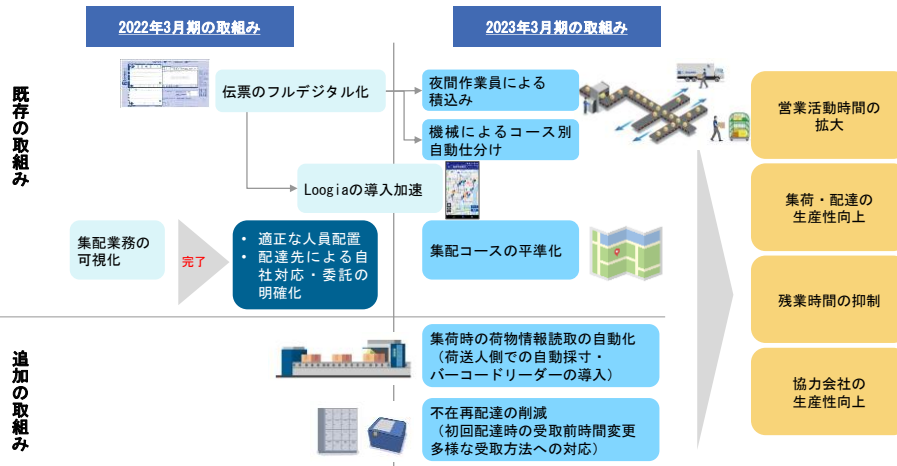 2022年3月期の取組み
2023年3月期の取組み
既存の取組み
伝票のフルデジタル化
夜間作業員による
積込み
機械によるコース別
自動仕分け
Loogiaの導入加速
集配業務の
可視化
完了
• 適正な人員配置
• 配達先による自
社対応・委託の
明確化
集配コースの平準化
追加の取組み
集荷時の荷物情報読取の自動化
(荷送人側での自動採寸・
バーコードリーダーの導入)
不在再配達の削減
(初回配達時の受取前時間変更
多様な受取方法への対応)
営業活動時間の
拡大
集荷・配達の
生産性向上
残業時間の抑制
協力会社の
生産性向上